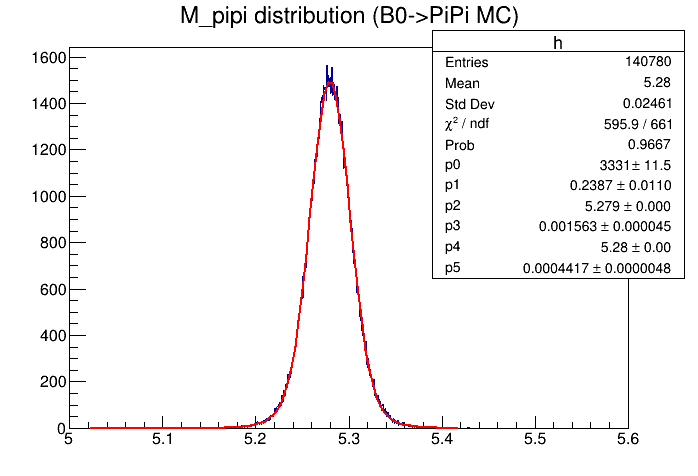 M_pipi distribution (B0->PiPi MC)
h
Entries 140780
Mean 5.28
Std Dev 0.02461
χ² / ndf 595.9 / 661
Prob 0.9667
p0 3331± 11.5
p1 0.2387 ± 0.0110
p2 5.279 ± 0.000
p3 0.001563 ± 0.000045
p4 5.28 ± 0.00
p5 0.0004417 ± 0.0000048
1600
1400
1200
1000
800
600
400
200
0
5 5.1 5.2 5.3 5.4 5.5 5.6